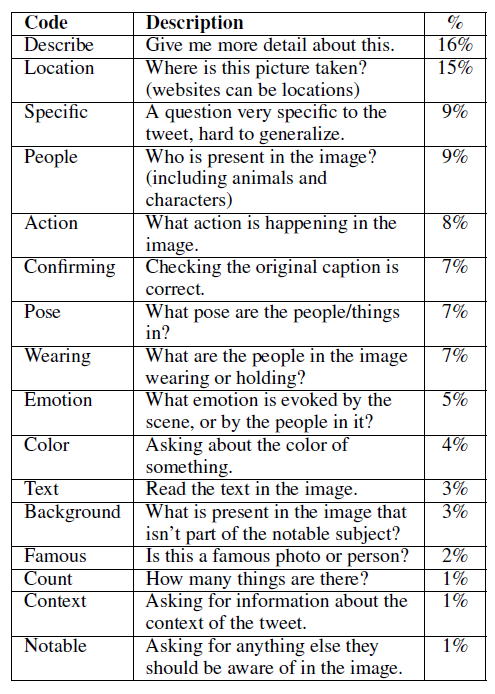 Code Description %
Describe Give me more detail about this. 16%
Location Where is this picture taken? 15%
(websites can be locations)
Specific A question very specific to the 9%
tweet, hard to generalize.
People Who is present in the image? 9%
(including animals and
characters)
Action What action is happening in the 8%
image.
Confirming Checking the original caption is 7%
correct.
Pose What pose are the people/things 7%
in?
Wearing What are the people in the image 7%
wearing or holding?
Emotion What emotion is evoked by the 5%
scene, or by the people in it?
Color Asking about the color of 4%
something.
Text Read the text in the image. 3%
Background What is present in the image that 3%
isn't part of the notable subject?
Famous Is this a famous photo or person? 2%
Count How many things are there? 1%
Context Asking for information about the 1%
context of the tweet.
Notable Asking for anything else they 1%
should be aware of in the image.